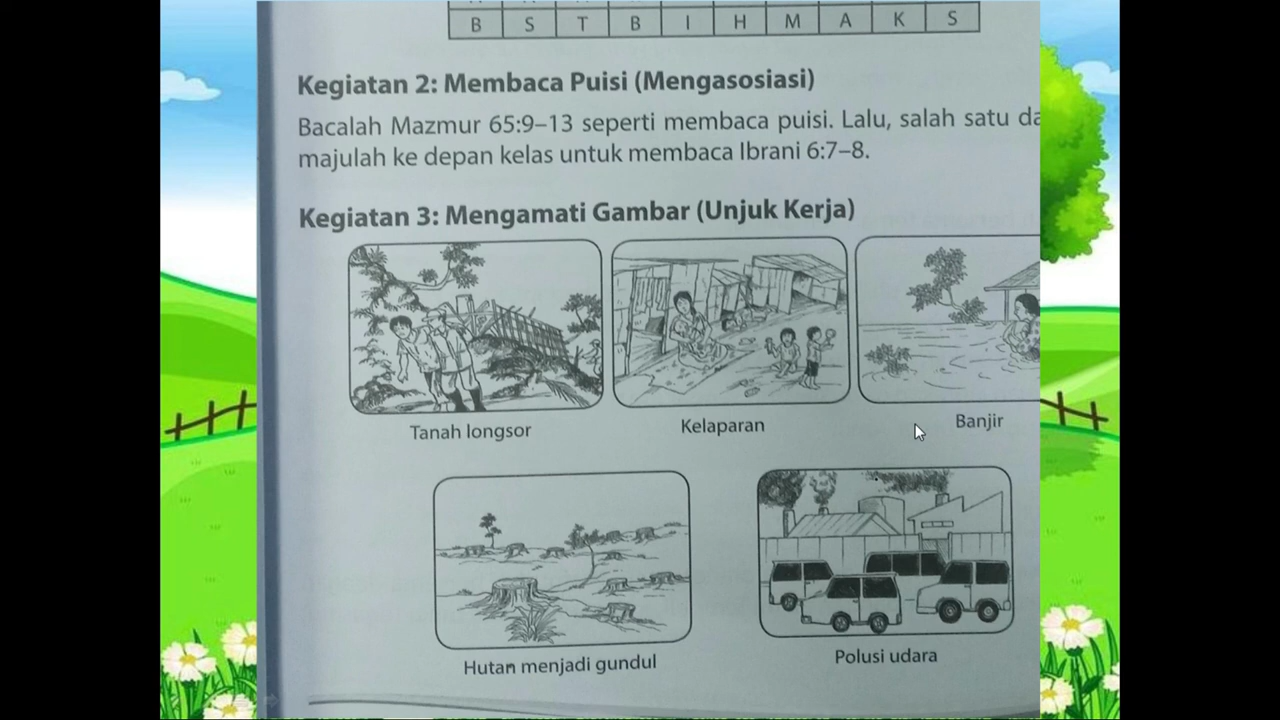 B S T B I H M A K S
Kegiatan 2: Membaca Puisi (Mengasosiasi)
Bacalah Mazmur 65:9–13 seperti membaca puisi. Lalu, salah satu
majulah ke depan kelas untuk membaca Ibrani 6:7–8.
Kegiatan 3: Mengamati Gambar (Unjuk Kerja)
Tanah longsor
Kelaparan
Banjir
Hutan menjadi gundul
Polusi udara